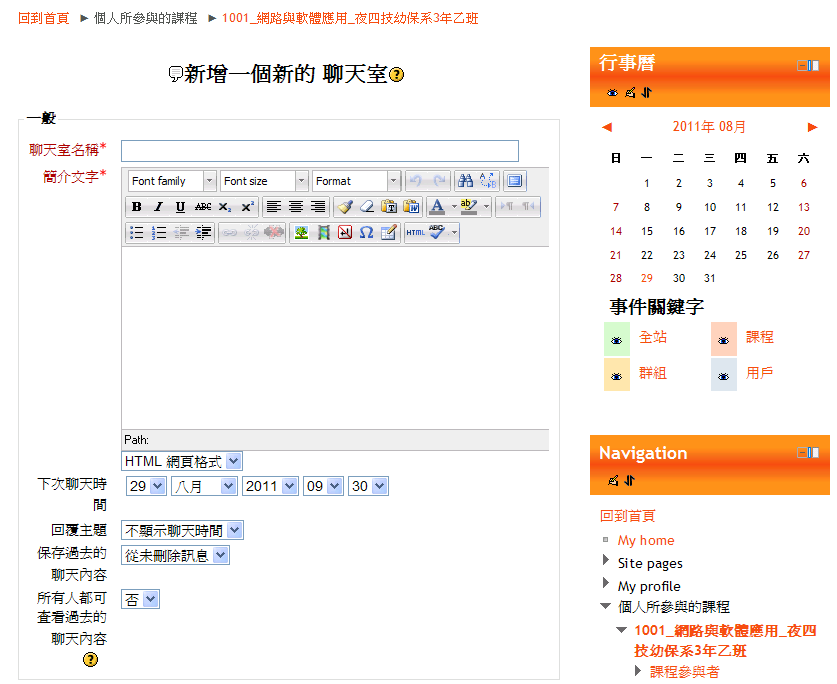 回到首頁 ► 個人所參與的課程 ► 1001_網路與軟體應用_夜四技幼保系3年乙班
新增一個新的 聊天室
一般
聊天室名稱*
簡介文字*
Font family Font size Format
B I U ABC X₂ X²
HTML ABC
Path:
HTML 網頁格式
下次聊天時
間
29 八月 2011 09 30
回覆主題 不顯示聊天時間
保存過去的
聊天內容
從未刪除訊息
所有人都可
查看過去的
聊天內容
否
行事曆
2011年 08月
日 一 二 三 四 五 六
1 2 3 4 5 6
7 8 9 10 11 12 13
14 15 16 17 18 19 20
21 22 23 24 25 26 27
28 29 30 31
事件關鍵字
全站 課程
群組 用戶
Navigation
回到首頁
My home
Site pages
My profile
個人所參與的課程
1001_網路與軟體應用_夜四
技幼保系3年乙班
課程參與者